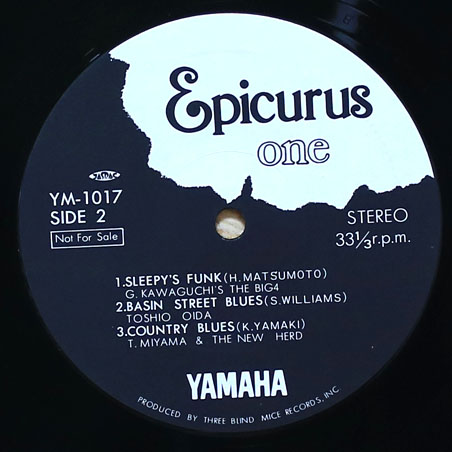 Epicurus
one
JASRAC
YM-1017
SIDE 2
Not For Sale
STEREO
33⅓r.p.m.
1.SLEEPY'S FUNK(H.MATSUMOTO)
G. KAWAGUCHI'S THE BIG4
2.BASIN STREET BLUES(S.WILLIAMS)
TOSHIO OIDA
3.COUNTRY BLUES(K.YAMAKI)
T. MIYAMA & THE NEW HERD
YAMAHA
PRODUCED BY THREE BLIND MICE RECORDS, INC.